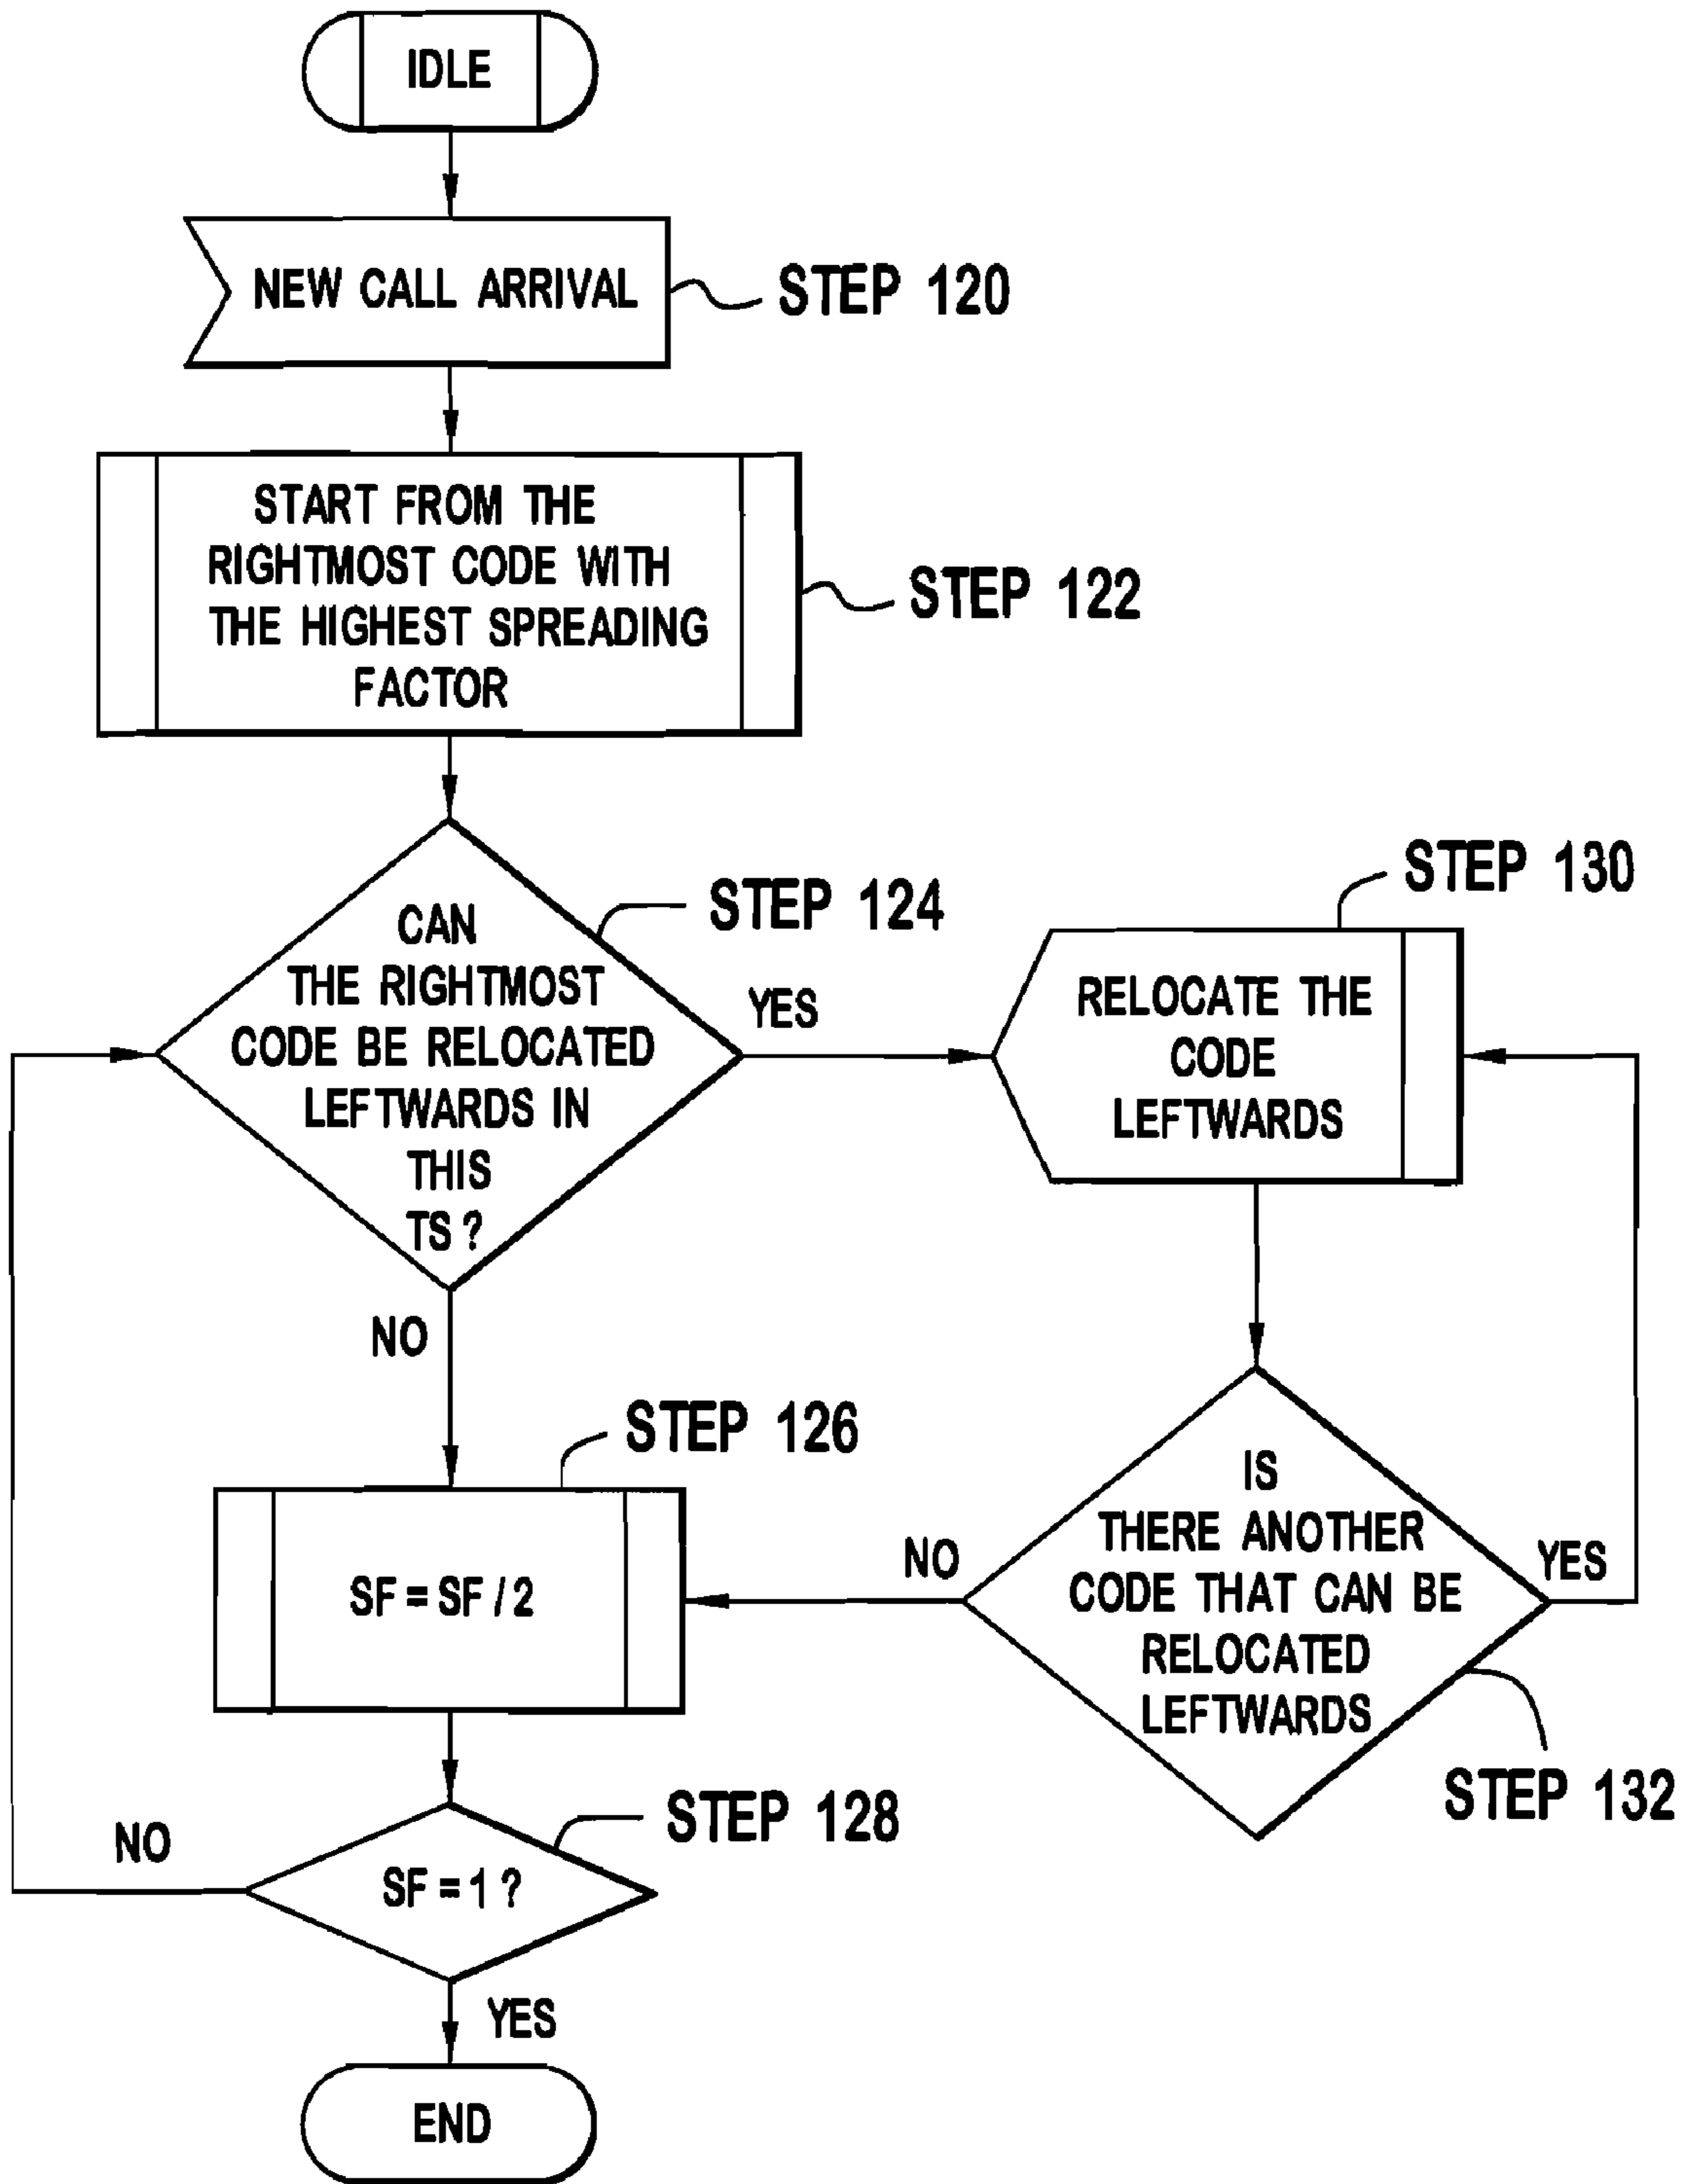 IDLE
NEW CALL ARRIVAL
STEP 120
START FROM THE
RIGHTMOST CODE WITH
THE HIGHEST SPREADING
FACTOR
STEP 122
CAN
THE RIGHTMOST
CODE BE RELOCATED
LEFTWARDS IN
THIS
TS?
STEP 124
YES
NO
STEP 130
RELOCATE THE
CODE
LEFTWARDS
STEP 126
SF = SF / 2
NO
IS
THERE ANOTHER
CODE THAT CAN BE
RELOCATED
LEFTWARDS
YES
STEP 132
STEP 128
NO
SF = 1 ?
YES
END